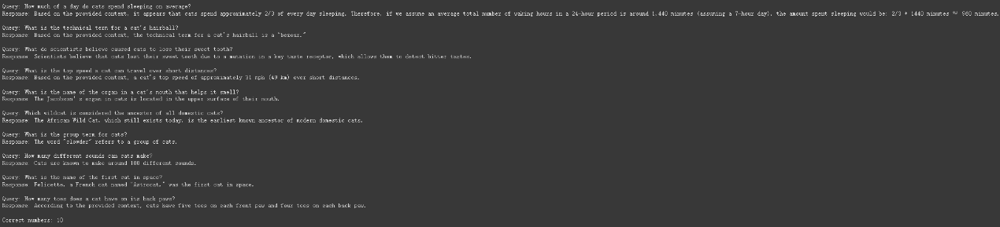 Query: How much of a day do cats spend sleeping on average?
Response: Based on the provided context, it appears that cats spend approximately 2/3 of every day sleeping. Therefore, if we assume an average total number of waking hours in a 24-hour period is around 1,440 minutes (assuming a 7-hour day), the amount spent sleeping would be: 2/3 * 1440 minutes ≈ 960 minutes.
Query: What is the technical term for a cat's hairball?
Response: Based on the provided context, the technical term for a cat's hairball is a "bezoar."
Query: What do scientists believe caused cats to lose their sweet tooth?
Response: Scientists believe that cats lost their sweet tooth due to a mutation in a key taste receptor, which allows them to detect bitter tastes.
Query: What is the top speed a cat can travel over short distances?
Response: Based on the provided context, a cat's top speed of approximately 31 mph (49 km) over short distances.
Query: What is the name of the organ in a cat's mouth that helps it smell?
Response: The Jacobson's organ in cats is located in the upper surface of their mouth.
Query: Which wildcat is considered the ancestor of all domestic cats?
Response: The African Wild Cat, which still exists today, is the earliest known ancestor of modern domestic cats.
Query: What is the group term for cats?
Response: The word "clowder" refers to a group of cats.
Query: How many different sounds can cats make?
Response: Cats are known to make around 100 different sounds.
Query: What is the name of the first cat in space?
Response: Felicette, a French cat named "Astrocat," was the first cat in space.
Query: How many toes does a cat have on its back paws?
Response: According to the provided context, cats have five toes on each front paw and four toes on each back paw.
Correct numbers: 10